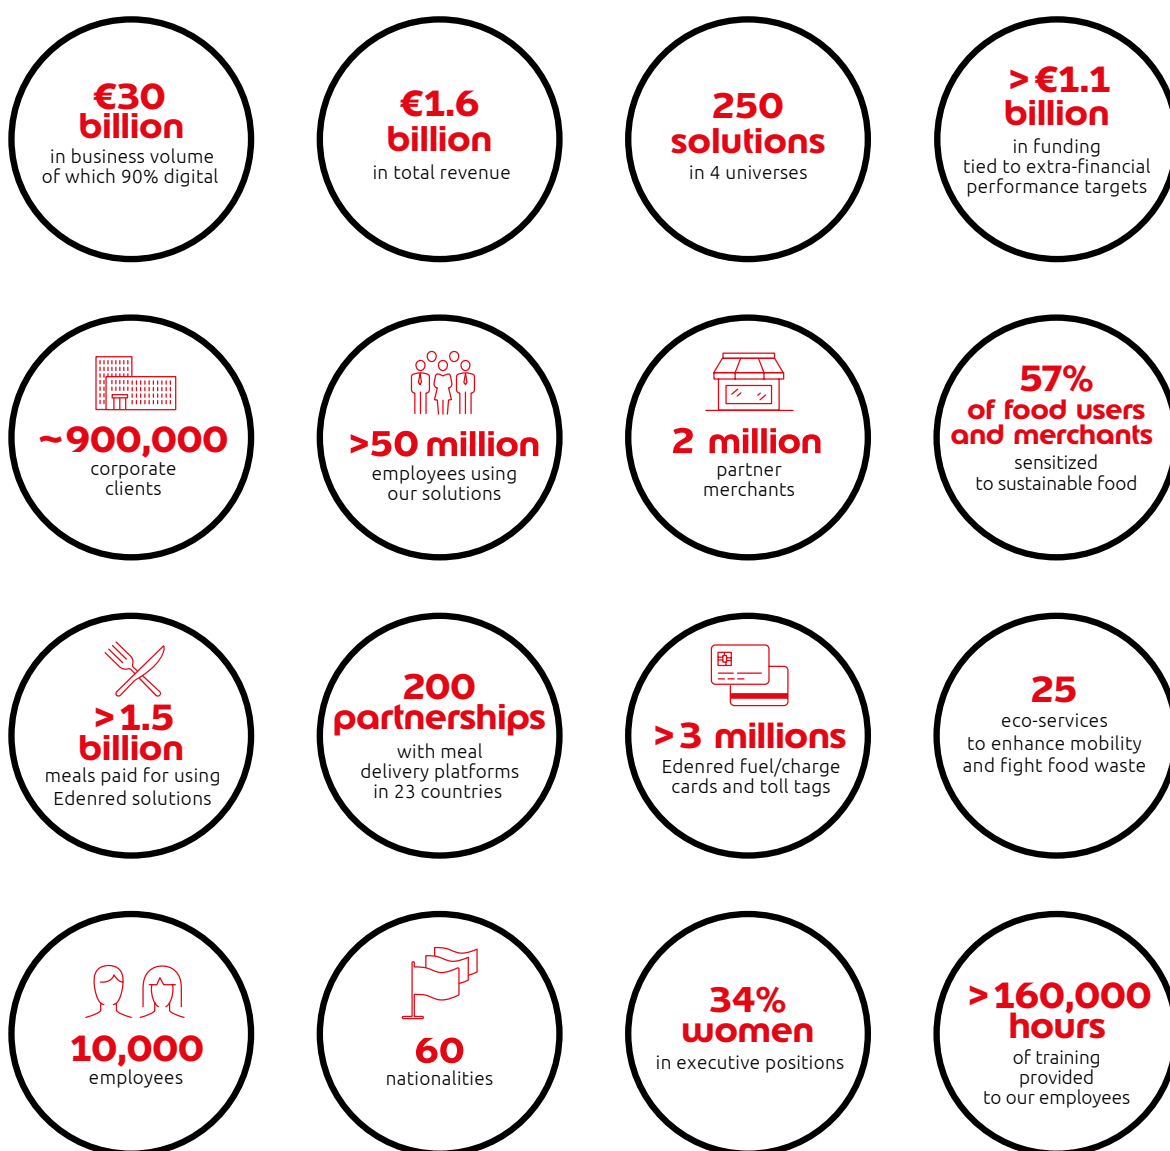 €30
billion
in business volume
of which 90% digital
€1.6
billion
in total revenue
250
solutions
in 4 universes
> €1.1
billion
in funding
tied to extra-financial
performance targets
~900,000
corporate
clients
>50 million
employees using
our solutions
2 million
partner
merchants
57%
of food users
and merchants
sensitized
to sustainable food
>1.5
billion
meals paid for using
Edenred solutions
200
partnerships
with meal
delivery platforms
in 23 countries
>3 millions
Edenred fuel/charge
cards and toll tags
25
eco-services
to enhance mobility
and fight food waste
10,000
employees
60
nationalities
34%
women
in executive positions
>160,000
hours
of training
provided
to our employees